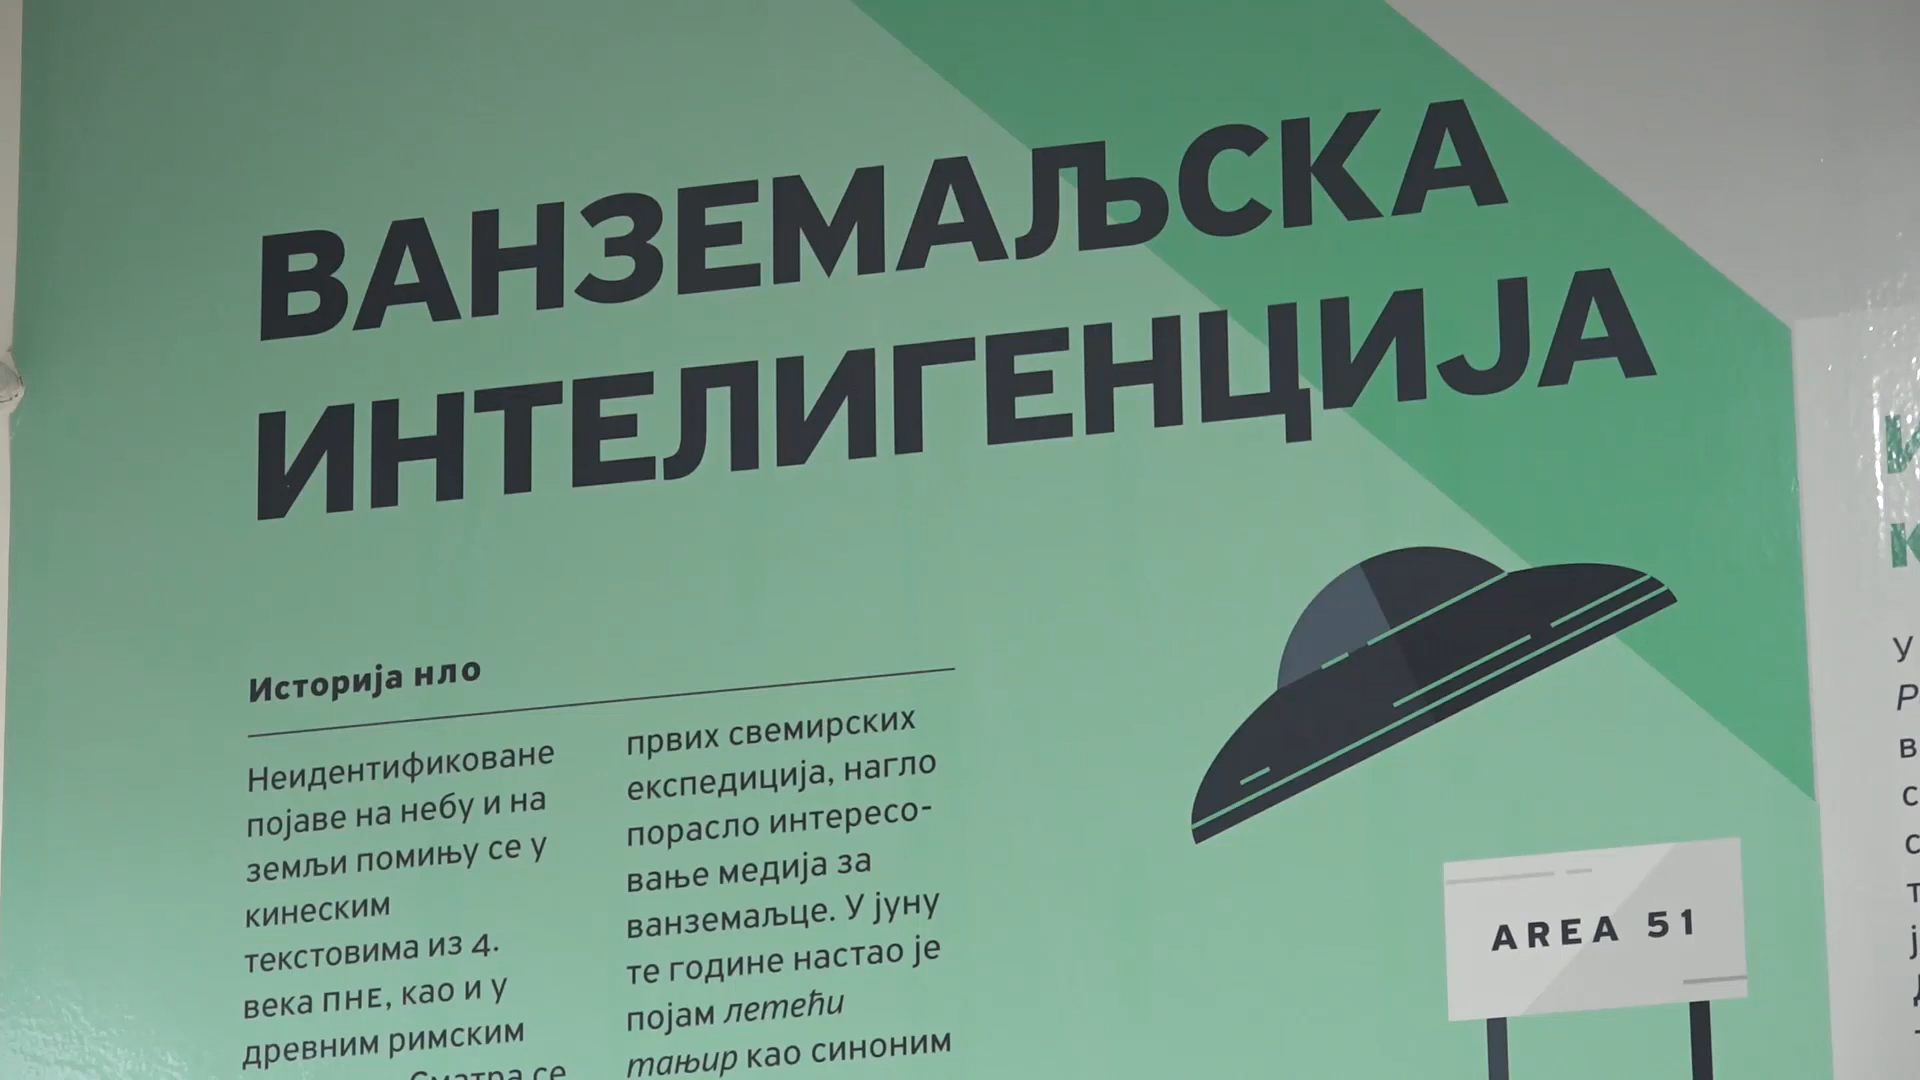 ВАНЗЕМАЉСКА
ИНТЕЛИГЕНЦИЈА
Историја нло
Неидентификоване
појаве на небу и на
земљи помињу се у
кинеским
текстовима из 4.
века ПНЕ, као и у
древним римским
Сматра се
првих свемирских
експедиција, нагло
порасло интересо-
вање медија за
ванземаљце. У јуну
те године настао је
појам летећи
тањир као синоним
AREA 51
У